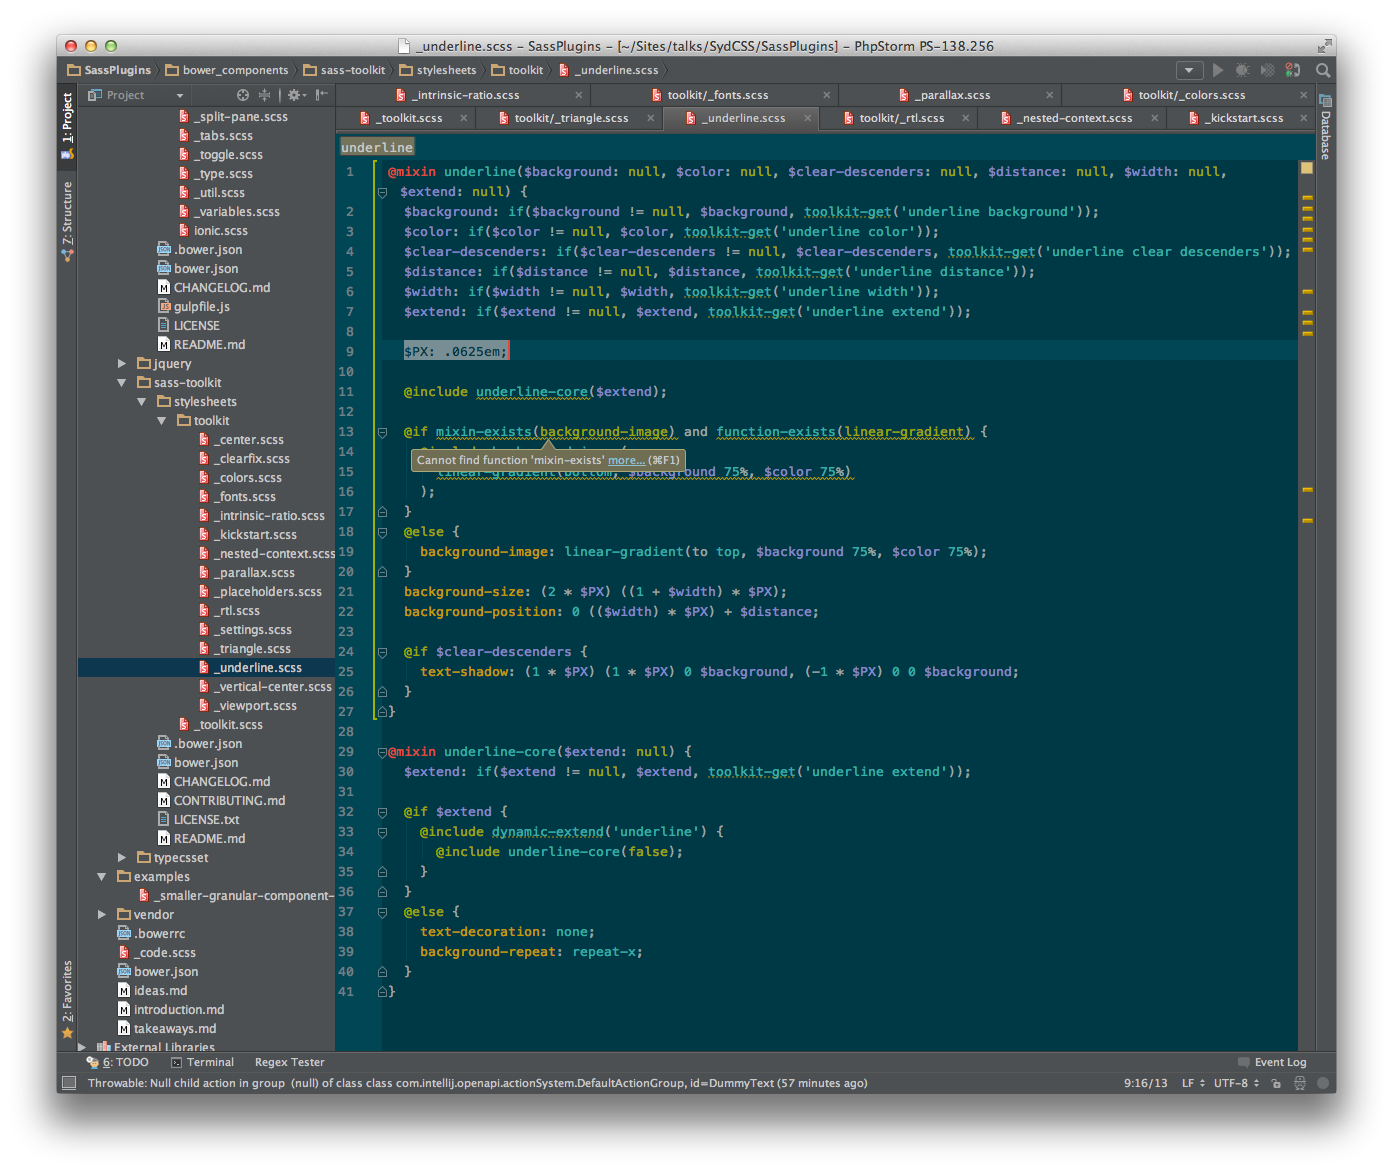 _underline.scss – SassPlugins – [~/Sites/talks/SydCSS/SassPlugins] – PhpStorm PS-138.256
SassPlugins bower_components sass-toolkit stylesheets toolkit _underline.scss
1: Project
7: Structure
2: Favorites
Database
Project
_split-pane.scss
_tabs.scss
_toggle.scss
_type.scss
_util.scss
_variables.scss
ionic.scss
.bower.json
bower.json
CHANGELOG.md
gulpfile.js
LICENSE
README.md
jquery
sass-toolkit
stylesheets
toolkit
_center.scss
_clearfix.scss
_colors.scss
_fonts.scss
_intrinsic-ratio.scss
_kickstart.scss
_nested-context.scss
_parallax.scss
_placeholders.scss
_rtl.scss
_settings.scss
_triangle.scss
_underline.scss
_vertical-center.scss
_viewport.scss
_toolkit.scss
.bower.json
bower.json
CHANGELOG.md
CONTRIBUTING.md
LICENSE.txt
README.md
typecsset
examples
_smaller-granular-component-
vendor
.bowerrc
_code.scss
bower.json
ideas.md
introduction.md
takeaways.md
External Libraries
_intrinsic-ratio.scss toolkit/_fonts.scss _parallax.scss toolkit/_colors.scss
_toolkit.scss toolkit/_triangle.scss _underline.scss toolkit/_rtl.scss _nested-context.scss _kickstart.scss
underline
1 @mixin underline($background: null, $color: null, $clear-descenders: null, $distance: null, $width: null,
$extend: null) {
2 $background: if($background != null, $background, toolkit-get('underline background'));
3 $color: if($color != null, $color, toolkit-get('underline color'));
4 $clear-descenders: if($clear-descenders != null, $clear-descenders, toolkit-get('underline clear descenders'));
5 $distance: if($distance != null, $distance, toolkit-get('underline distance'));
6 $width: if($width != null, $width, toolkit-get('underline width'));
7 $extend: if($extend != null, $extend, toolkit-get('underline extend'));
8
9 $PX: .0625em;
10
11 @include underline-core($extend);
12
13 @if mixin-exists(background-image) and function-exists(linear-gradient) {
14
Cannot find function 'mixin-exists' more... (⌘F1)
15 linear-gradient(bottom, $background 75%, $color 75%)
16 );
17 }
18 @else {
19 background-image: linear-gradient(to top, $background 75%, $color 75%);
20 }
21 background-size: (2 * $PX) ((1 + $width) * $PX);
22 background-position: 0 (($width) * $PX) + $distance;
23
24 @if $clear-descenders {
25 text-shadow: (1 * $PX) (1 * $PX) 0 $background, (-1 * $PX) 0 0 $background;
26 }
27 }
28
29 @mixin underline-core($extend: null) {
30 $extend: if($extend != null, $extend, toolkit-get('underline extend'));
31
32 @if $extend {
33 @include dynamic-extend('underline') {
34 @include underline-core(false);
35 }
36 }
37 @else {
38 text-decoration: none;
39 background-repeat: repeat-x;
40 }
41 }
6: TODO Terminal Regex Tester Event Log
Throwable: Null child action in group (null) of class class com.intellij.openapi.actionSystem.DefaultActionGroup, id=DummyText (57 minutes ago) 9:16/13 LF UTF-8